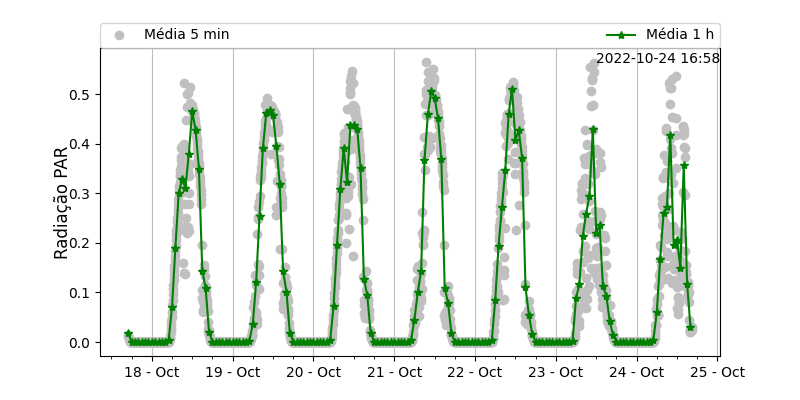 Média 5 min
Média 1 h
2022-10-24 16:58
Radiação PAR
0.5
0.4
0.3
0.2
0.1
0.0
18 - Oct
19 - Oct
20 - Oct
21 - Oct
22 - Oct
23 - Oct
24 - Oct
25 - Oct